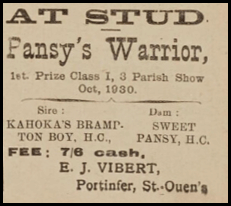 AT STUD
Pansy's Warrior,
1st. Prize Class I, 3 Parish Show
Oct, 1930.
Sire : Dam :
KAHOKA'S BRAMP- SWEET
TON BOY, H.C., PANSY, H.C.
FEE: 7/6 cash,
E. J. VIBERT,
Portinfer, St. Ouen's